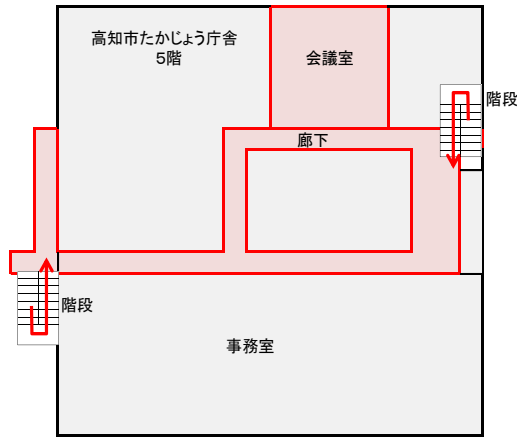 高知市たかじょう庁舎
5階
会議室
階段
廊下
階段
事務室